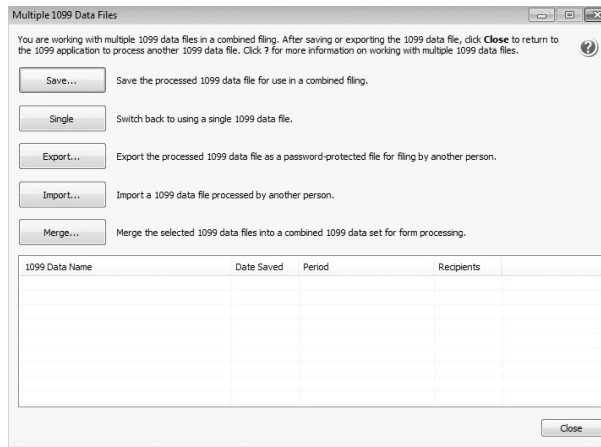 Multiple 1099 Data Files
You are working with multiple 1099 data files in a combined filing. After saving or exporting the 1099 data file, click Close to return to
the 1099 application to process another 1099 data file. Click ? for more information on working with multiple 1099 data files.
?
Save... Save the processed 1099 data file for use in a combined filing.
Single Switch back to using a single 1099 data file.
Export... Export the processed 1099 data file as a password-protected file for filing by another person.
Import... Import a 1099 data file processed by another person.
Merge... Merge the selected 1099 data files into a combined 1099 data set for form processing.
1099 Data Name Date Saved Period Recipients
Close